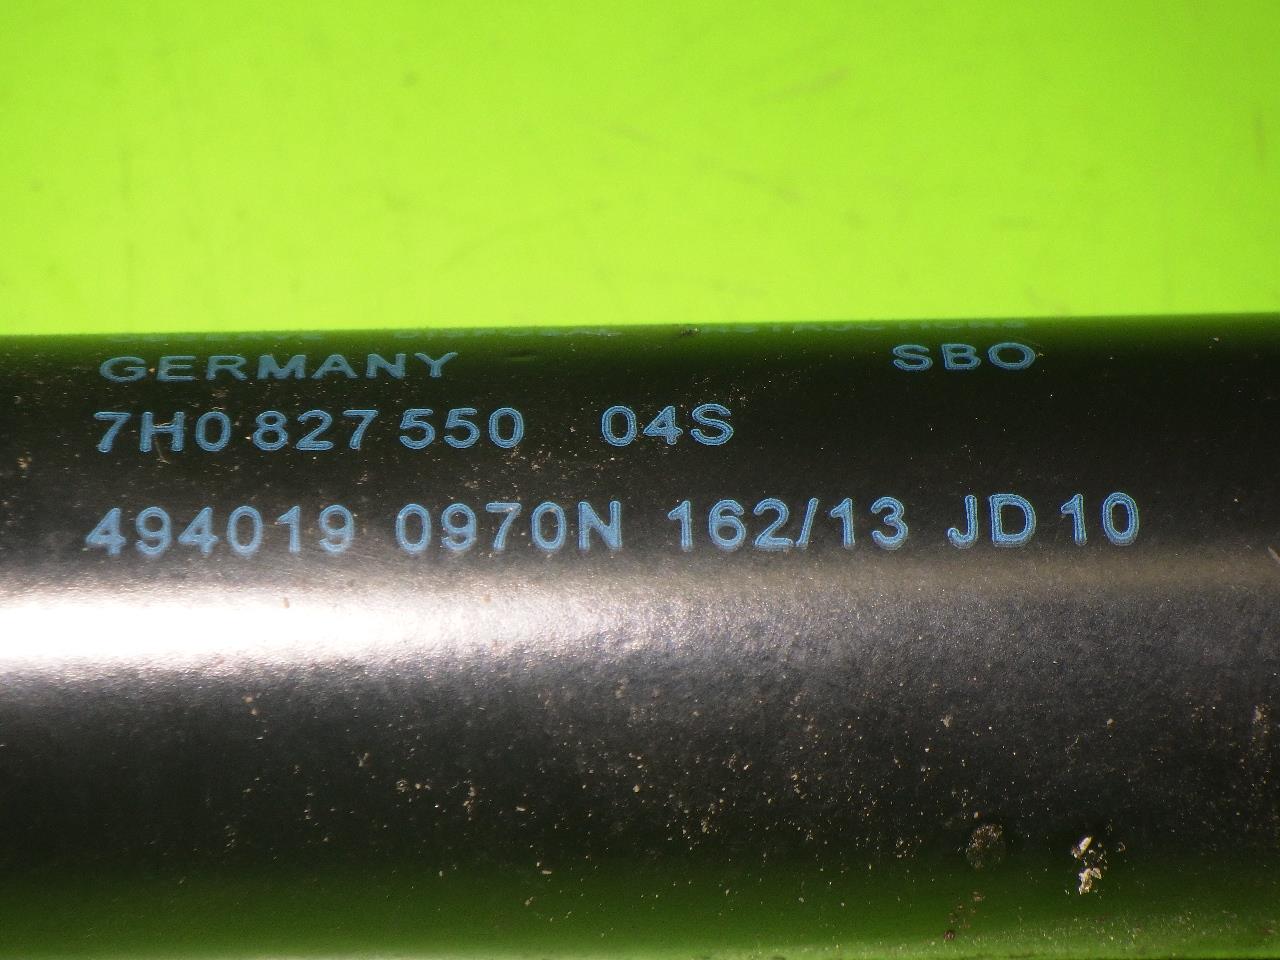 GERMANY SBO
7H0 827 550 04S
494019 0970N 162/13 JD 10